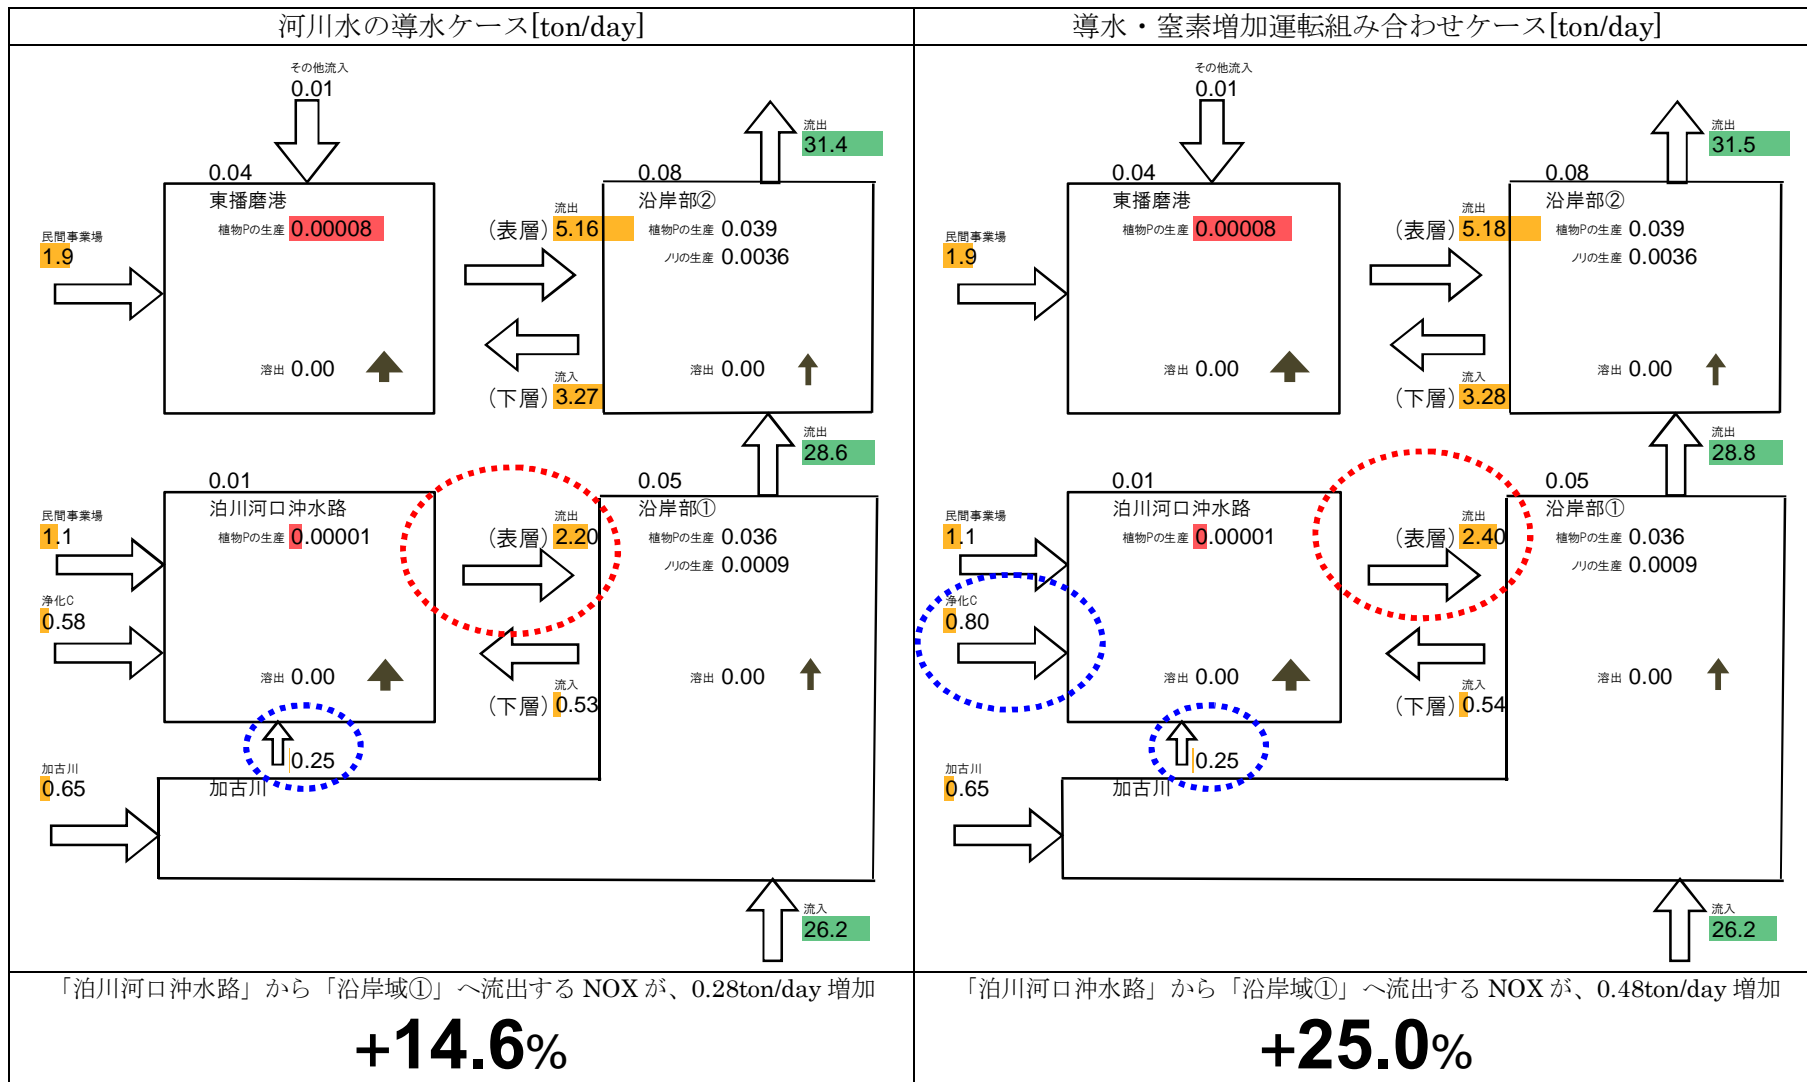 河川水の導水ケース[ton/day]
その他流入
0.01
流出
31.4
0.04
0.08
東播磨港
植物Pの生産 0.00008
民間事業場
1.9
流出
(表層) 5.16
沿岸部②
植物Pの生産 0.039
ノリの生産 0.0036
溶出 0.00
流入
(下層) 3.27
溶出 0.00
流出
28.6
0.01
0.05
泊川河口沖水路
植物Pの生産 0.00001
民間事業場
1.1
浄化C
0.58
流出
(表層) 2.20
沿岸部①
植物Pの生産 0.036
ノリの生産 0.0009
溶出 0.00
流入
(下層) 0.53
溶出 0.00
0.25
加古川
0.65
加古川
流入
26.2
「泊川河口沖水路」から「沿岸域①」へ流出する NOX が、0.28ton/day 増加
+14.6%
導水・窒素増加運転組み合わせケース[ton/day]
その他流入
0.01
流出
31.5
0.04
0.08
東播磨港
植物Pの生産 0.00008
民間事業場
1.9
流出
(表層) 5.18
沿岸部②
植物Pの生産 0.039
ノリの生産 0.0036
溶出 0.00
流入
(下層) 3.28
溶出 0.00
流出
28.8
0.01
0.05
泊川河口沖水路
植物Pの生産 0.00001
民間事業場
1.1
浄化C
0.80
流出
(表層) 2.40
沿岸部①
植物Pの生産 0.036
ノリの生産 0.0009
溶出 0.00
流入
(下層) 0.54
溶出 0.00
0.25
加古川
0.65
加古川
流入
26.2
「泊川河口沖水路」から「沿岸域①」へ流出する NOX が、0.48ton/day 増加
+25.0%